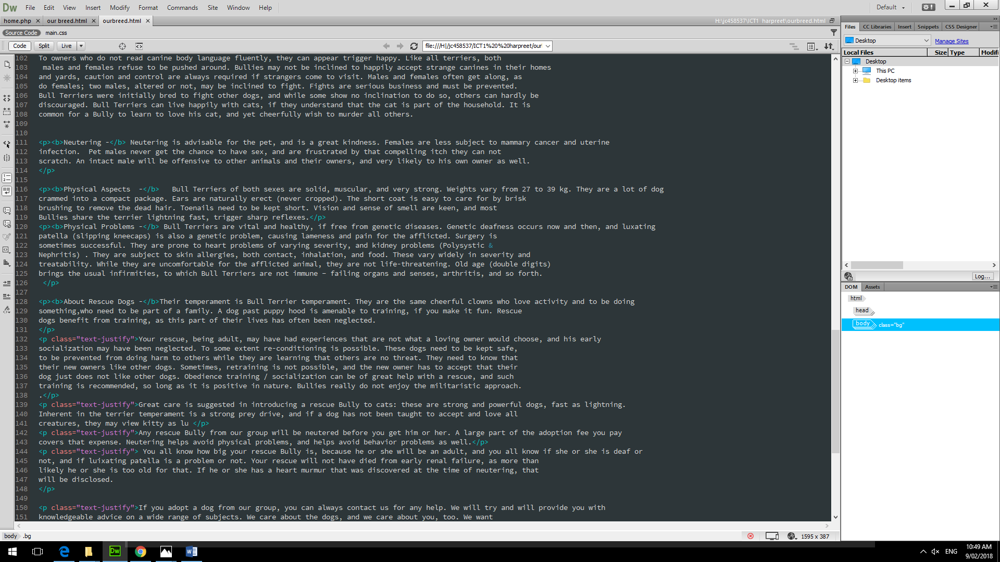 Dw File Edit View Insert Modify Format Commands Site Window Help Default
home.php × our breed.html × ourbreed.html × H:\jc458537\ICT1 harpreet\ourbreed.html
Source Code main.css
Code Split Live file:///H|/jc458537/ICT1%20%20harpreet/our
102 To owners who do not read canine body language fluently, they can appear trigger happy. Like all terriers, both
103 males and females refuse to be pushed around. Bullies may not be inclined to happily accept strange canines in their homes
104 and yards, caution and control are always required if strangers come to visit. Males and females often get along, as
105 do females; two males, altered or not, may be inclined to fight. Fights are serious business and must be prevented.
106 Bull Terriers were initially bred to fight other dogs, and while some show no inclination to do so, others can hardly be
107 discouraged. Bull Terriers can live happily with cats, if they understand that the cat is part of the household. It is
108 common for a Bully to learn to love his cat, and yet cheerfully wish to murder all others.
109
110
111 <p><b>Neutering -</b> Neutering is advisable for the pet, and is a great kindness. Females are less subject to mammary cancer and uterine
112 infection.  Pet males never get the chance to have sex, and are frustrated by that compelling itch they can not
113 scratch. An intact male will be offensive to other animals and their owners, and very likely to his own owner as well.
114 </p>
115
116 <p><b>Physical Aspects  -</b>   Bull Terriers of both sexes are solid, muscular, and very strong. Weights vary from 27 to 39 kg. They are a lot of dog
117 crammed into a compact package. Ears are naturally erect (never cropped). The short coat is easy to care for by brisk
118 brushing to remove the dead hair. Toenails need to be kept short. Vision and sense of smell are keen, and most
119 Bullies share the terrier lightning fast, trigger sharp reflexes.</p>
120 <p><b>Physical Problems -</b> Bull Terriers are vital and healthy, if free from genetic diseases. Genetic deafness occurs now and then, and luxating
121 patella (slipping kneecaps) is also a genetic problem, causing lameness and pain for the afflicted. Surgery is
122 sometimes successful. They are prone to heart problems of varying severity, and kidney problems (Polysystic &
123 Nephritis) . They are subject to skin allergies, both contact, inhalation, and food. These vary widely in severity and
124 treatability. While they are uncomfortable for the afflicted animal, they are not life-threatening. Old age (double digits)
125 brings the usual infirmities, to which Bull Terriers are not immune – failing organs and senses, arthritis, and so forth.
126 </p>
127
128 <p><b>About Rescue Dogs -</b>Their temperament is Bull Terrier temperament. They are the same cheerful clowns who love activity and to be doing
129 something,who need to be part of a family. A dog past puppy hood is amenable to training, if you make it fun. Rescue
130 dogs benefit from training, as this part of their lives has often been neglected.
131 </p>
132 <p class="text-justify">Your rescue, being adult, may have had experiences that are not what a loving owner would choose, and his early
133 socialization may have been neglected. To some extent re-conditioning is possible. These dogs need to be kept safe,
134 to be prevented from doing harm to others while they are learning that others are no threat. They need to know that
135 their new owners like other dogs. Sometimes, retraining is not possible, and the new owner has to accept that their
136 dog just does not like other dogs. Obedience training / socialization can be of great help with a rescue, and such
137 training is recommended, so long as it is positive in nature. Bullies really do not enjoy the militaristic approach.
138 .</p>
139 <p class="text-justify">Great care is suggested in introducing a rescue Bully to cats: these are strong and powerful dogs, fast as lightning.
140 Inherent in the terrier temperament is a strong prey drive, and if a dog has not been taught to accept and love all
141 creatures, they may view kitty as lu </p>
142 <p class="text-justify">Any rescue Bully from our group will be neutered before you get him or her. A large part of the adoption fee you pay
143 covers that expense. Neutering helps avoid physical problems, and helps avoid behavior problems as well.</p>
144 <p class="text-justify"> You all know how big your rescue Bully is, because he or she will be an adult, and you all know if she or she is deaf or
145 not, and if luixating patella is a problem or not. Your rescue will not have died from early renal failure, as more than
146 likely he or she is too old for that. If he or she has a heart murmur that was discovered at the time of neutering, that
147 will be disclosed.
148 </p>
149
150 <p class="text-justify">If you adopt a dog from our group, you can always contact us for any help. We will try and will provide you with
151 knowledgeable advice on a wide range of subjects. We care about the dogs, and we care about you, too. We want
body .bg 1595 x 387
Files CC Libraries Insert Snippets CSS Designer
Desktop Manage Sites
Local Files Size Type Modifi
Desktop
This PC
Desktop items
Log...
DOM Assets
html
head
body class="bg"
Dw ENG 10:49 AM
9/02/2018